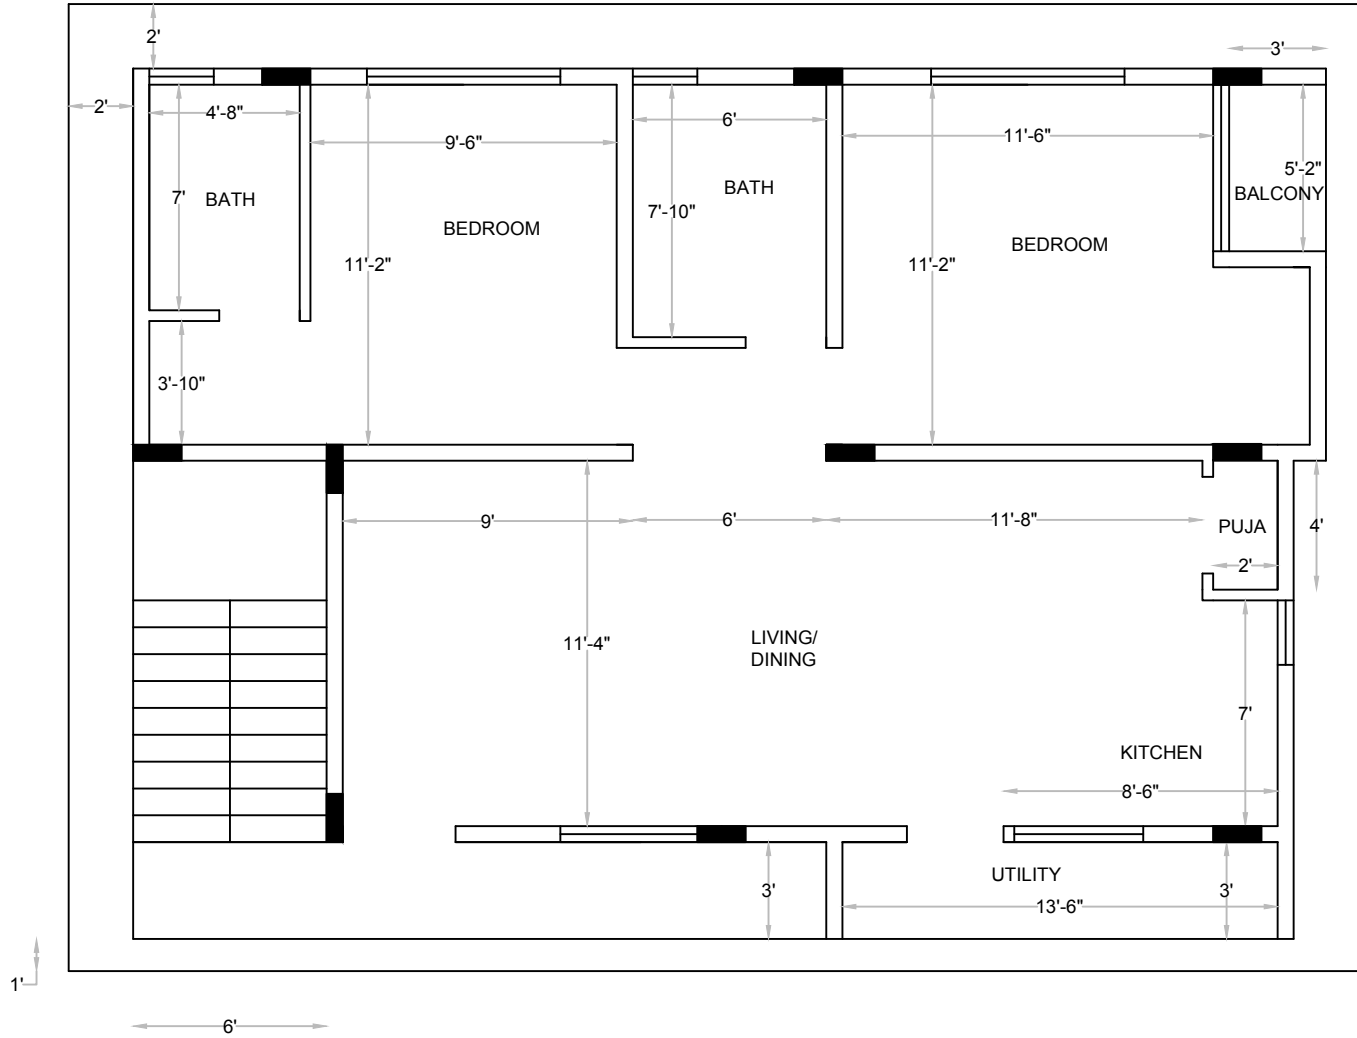 2'
3'
2'
4'-8"
6'
11'-6"
9'-6"
5'-2"
BATH
7'
BATH
BALCONY
7'-10"
BEDROOM
BEDROOM
11'-2"
11'-2"
3'-10"
9'
6'
11'-8"
PUJA
4'
2'
LIVING/
DINING
11'-4"
7'
KITCHEN
8'-6"
UTILITY
3'
3'
13'-6"
1'
6'